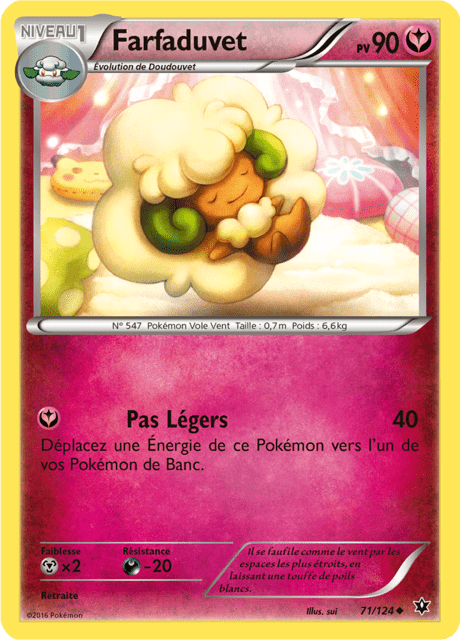 NIVEAU 1
Farfaduvet
PV 90
Évolution de Doudouvet
N° 547 Pokémon Vole Vent Taille : 0,7 m Poids : 6,6 kg
Pas Légers 40
Déplacez une Énergie de ce Pokémon vers l'un de
vos Pokémon de Banc.
Faiblesse Résistance
×2 -20
Retraite
Il se faufile comme le vent par les
espaces les plus étroits, en
laissant une touffe de poils
blancs.
©2016 Pokémon Illus. sui 71/124